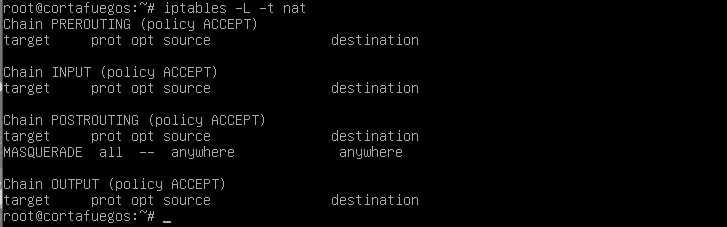 root@cortafuegos:~# iptables -L -t nat
Chain PREROUTING (policy ACCEPT)
target     prot opt source               destination

Chain INPUT (policy ACCEPT)
target     prot opt source               destination

Chain POSTROUTING (policy ACCEPT)
target     prot opt source               destination
MASQUERADE  all  --  anywhere             anywhere

Chain OUTPUT (policy ACCEPT)
target     prot opt source               destination
root@cortafuegos:~# _